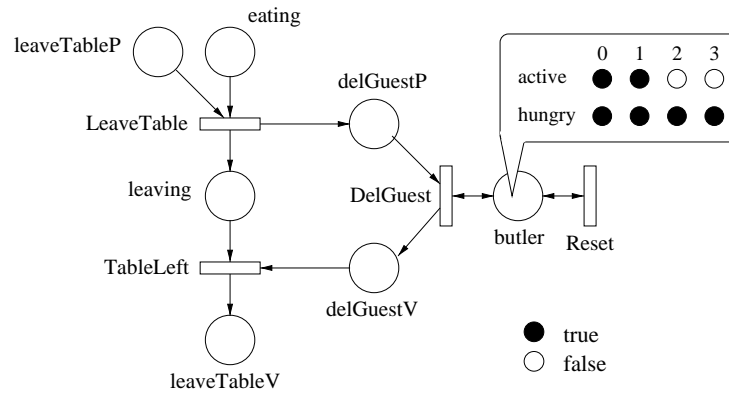 eating
leaveTableP
0 1 2 3
active
delGuestP
hungry
LeaveTable
leaving
DelGuest
butler
Reset
TableLeft
delGuestV
true
false
leaveTableV